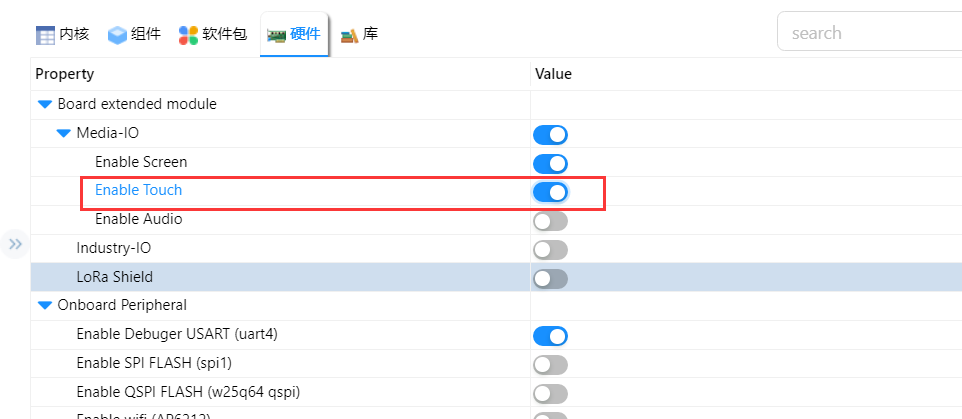 内核 组件 软件包 硬件 库 search
Property Value
Board extended module
Media-IO
Enable Screen
Enable Touch
Enable Audio
Industry-IO
LoRa Shield
Onboard Peripheral
Enable Debuger USART (uart4)
Enable SPI FLASH (spi1)
Enable QSPI FLASH (w25q64 qspi)
Enable wifi (AP6212)